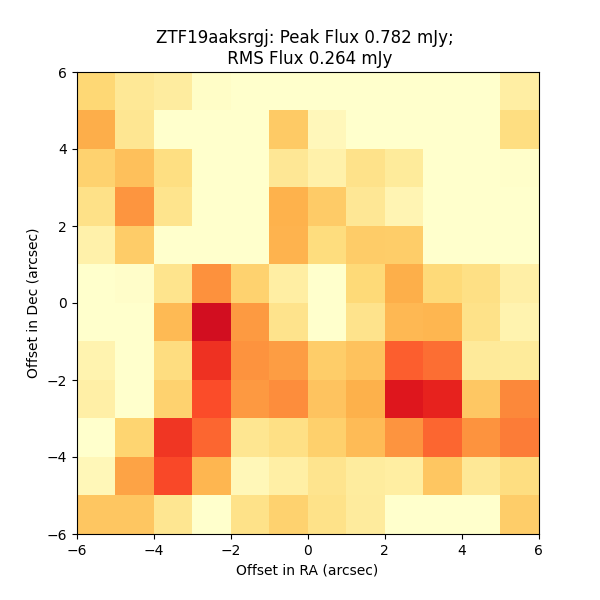 ZTF19aaksrgj: Peak Flux 0.782 mJy;
RMS Flux 0.264 mJy
6
4
2
0
−2
−4
−6
Offset in Dec (arcsec)
−6 −4 −2 0 2 4 6
Offset in RA (arcsec)